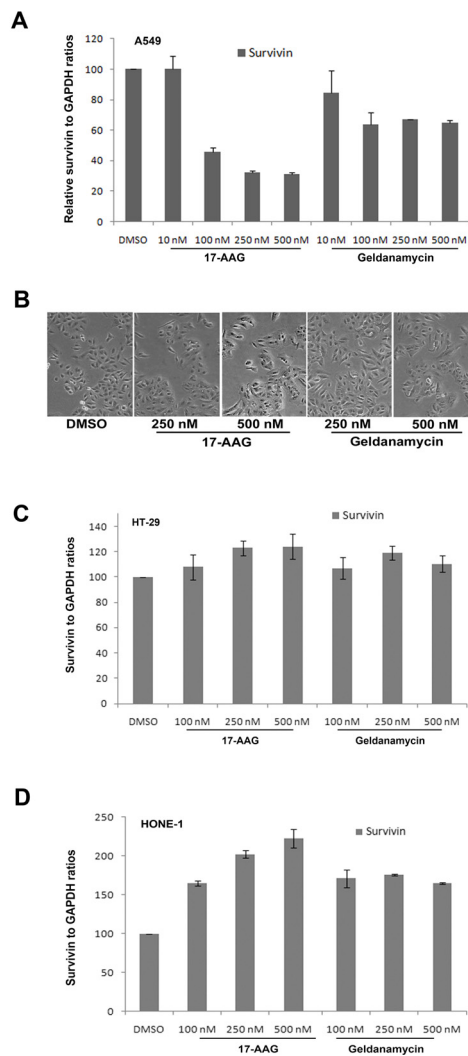 A
A549
Survivin
Relative survivin to GAPDH ratios
120
100
80
60
40
20
0
DMSO 10 nM 100 nM 250 nM 500 nM 10 nM 100 nM 250 nM 500 nM
17-AAG Geldanamycin
B
DMSO 250 nM 500 nM 250 nM 500 nM
17-AAG Geldanamycin
C
HT-29
Survivin
Survivin to GAPDH ratios
140
120
100
80
60
40
20
0
DMSO 100 nM 250 nM 500 nM 100 nM 250 nM 500 nM
17-AAG Geldanamycin
D
HONE-1
Survivin
Survivin to GAPDH ratios
250
200
150
100
50
0
DMSO 100 nM 250 nM 500 nM 100 nM 250 nM 500 nM
17-AAG Geldanamycin